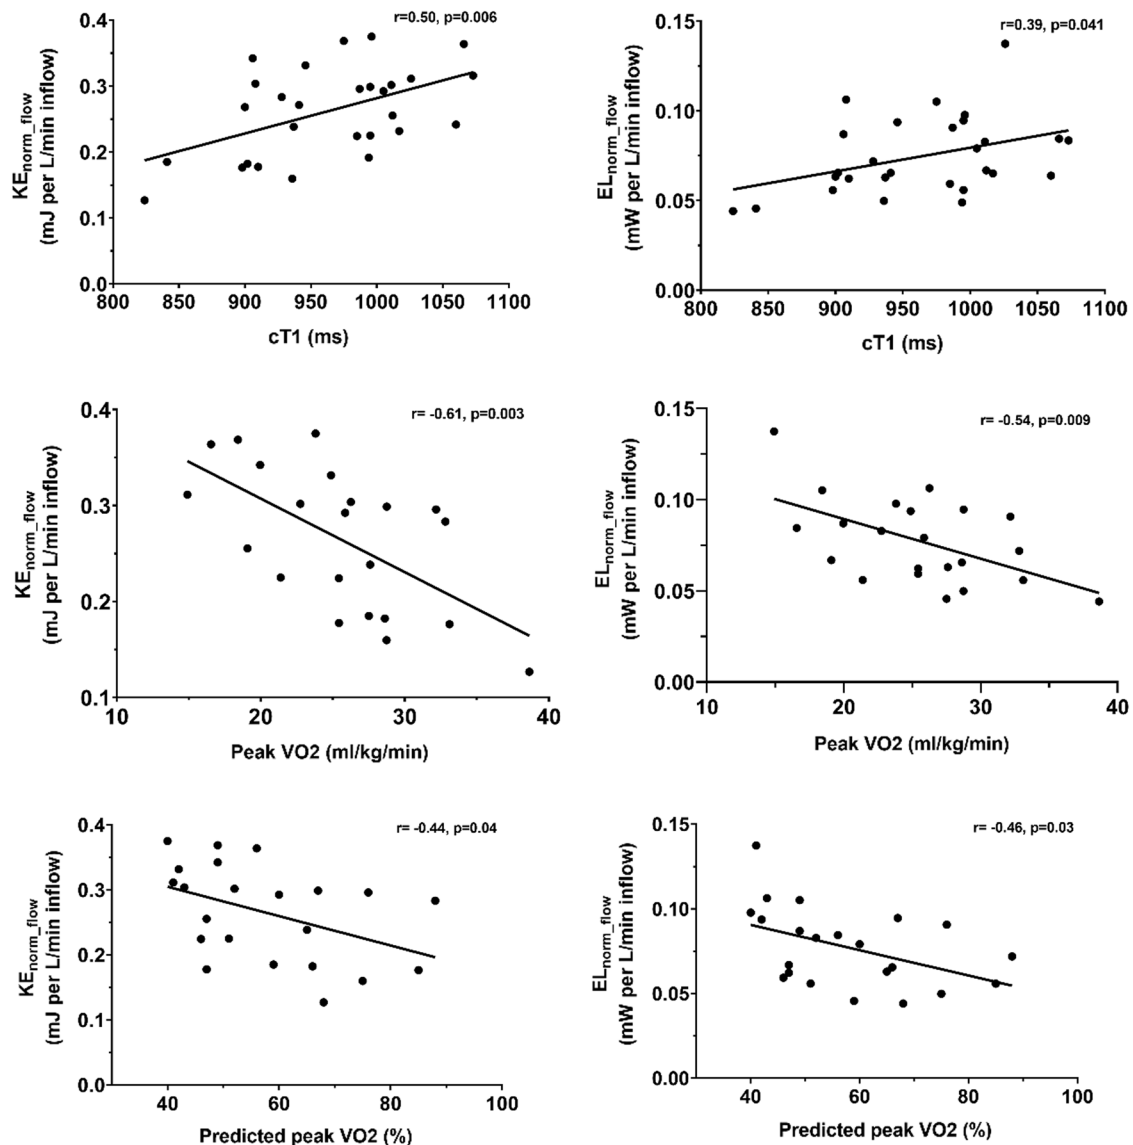 r=0.50, p=0.006
KEnorm_flow
(mJ per L/min inflow)
0.4
0.3
0.2
0.1
0.0
800 850 900 950 1000 1050 1100
cT1 (ms)
r=0.39, p=0.041
ELnorm_flow
(mW per L/min inflow)
0.15
0.10
0.05
0.00
800 850 900 950 1000 1050 1100
cT1 (ms)
r= -0.61, p=0.003
KEnorm_flow
(mJ per L/min inflow)
0.4
0.3
0.2
0.1
10 20 30 40
Peak VO2 (ml/kg/min)
r= -0.54, p=0.009
ELnorm_flow
(mW per L/min inflow)
0.15
0.10
0.05
0.00
10 20 30 40
Peak VO2 (ml/kg/min)
r= -0.44, p=0.04
KEnorm_flow
(mJ per L/min inflow)
0.4
0.3
0.2
0.1
0.0
40 60 80 100
Predicted peak VO2 (%)
r= -0.46, p=0.03
ELnorm_flow
(mW per L/min inflow)
0.15
0.10
0.05
0.00
40 60 80 100
Predicted peak VO2 (%)